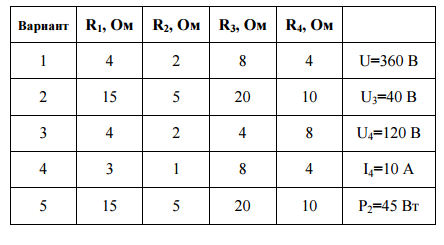 Вариант R₁, Ом R₂, Ом R₃, Ом R₄, Ом
1 4 2 8 4 U=360 В
2 15 5 20 10 U₃=40 В
3 4 2 4 8 U₄=120 В
4 3 1 8 4 I₄=10 А
5 15 5 20 10 P₂=45 Вт